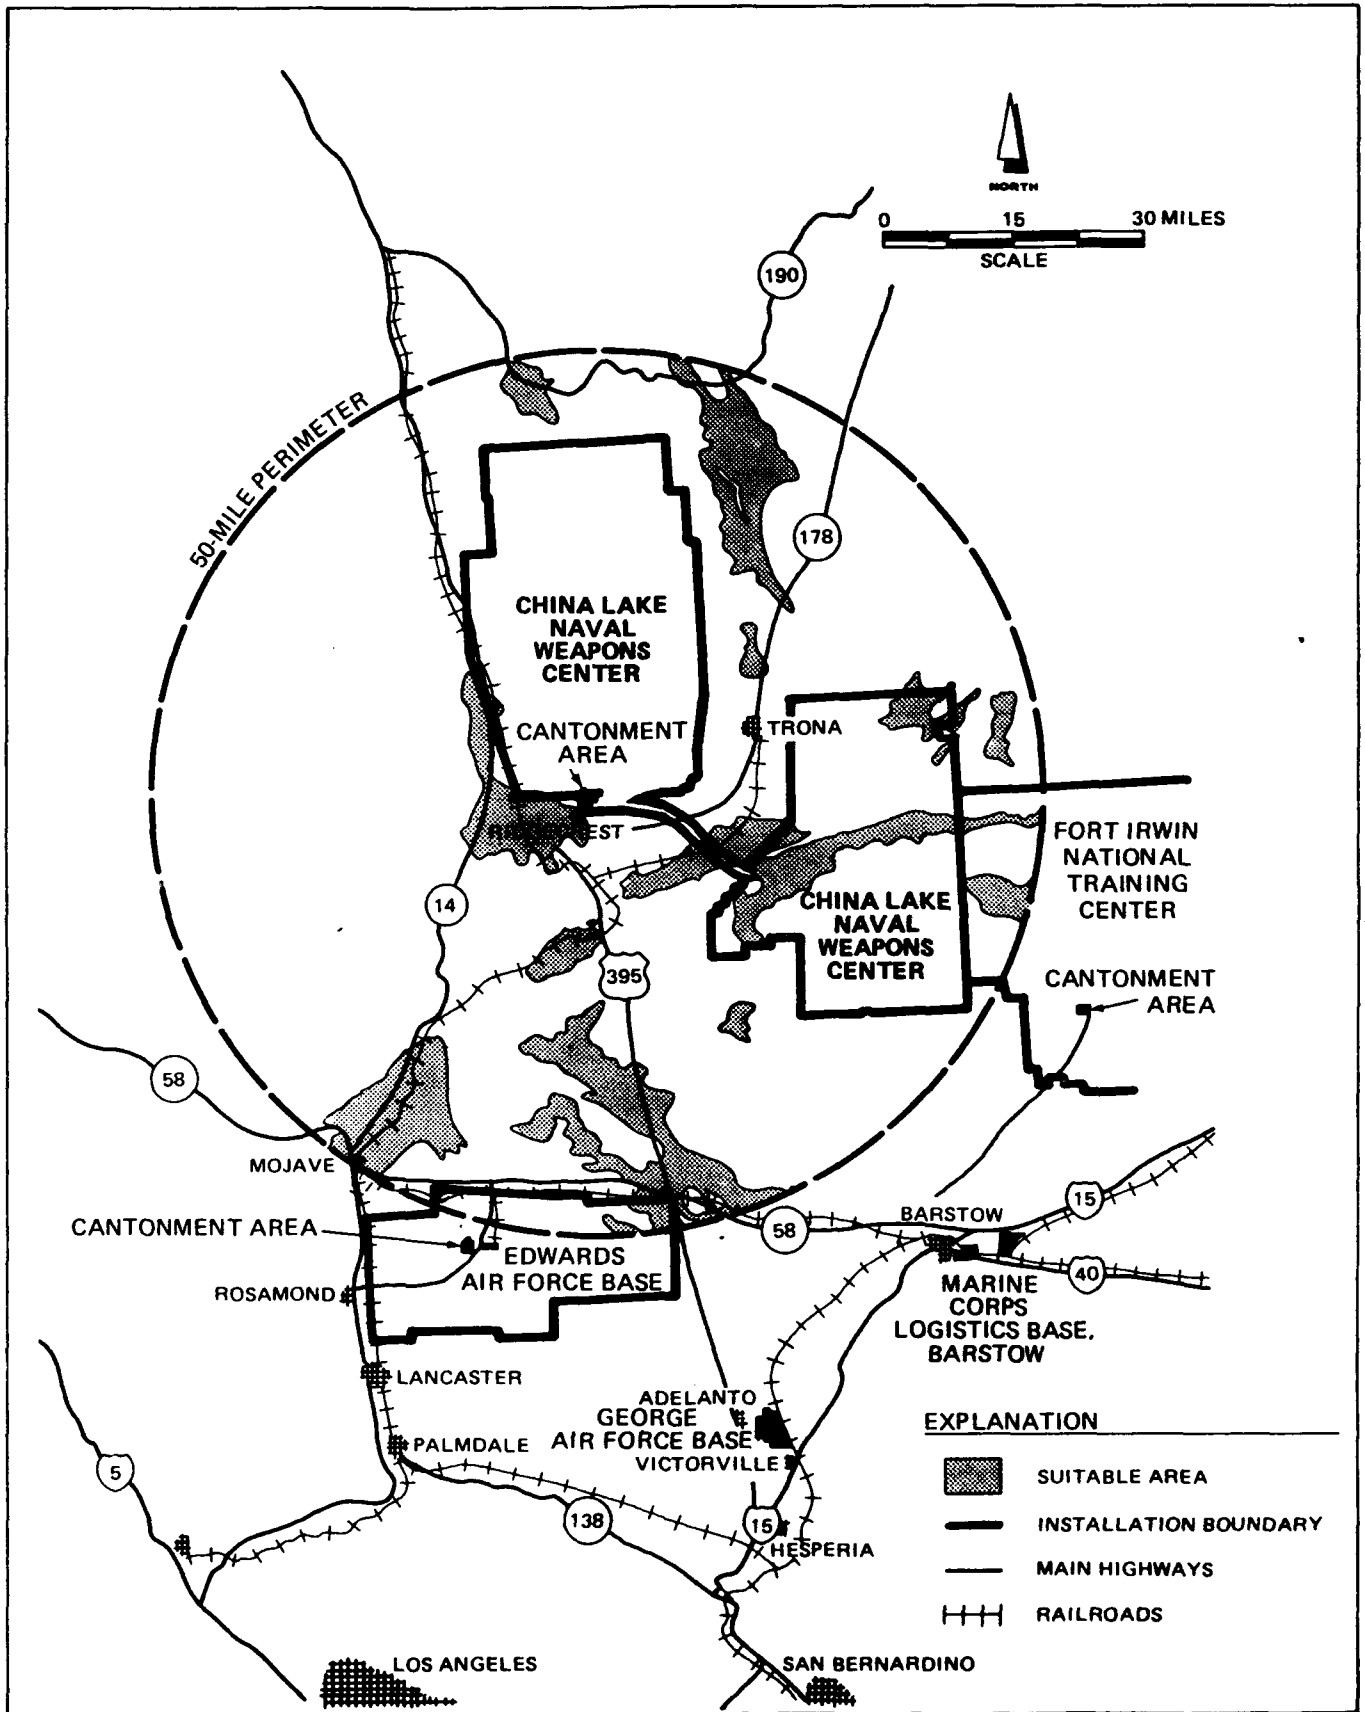 NORTH
0 15 30 MILES
SCALE
190
50-MILE PERIMETER
178
CHINA LAKE
NAVAL
WEAPONS
CENTER
CANTONMENT
AREA
TRONA
FORT IRWIN
NATIONAL
TRAINING
CENTER
14
CHINA LAKE
NAVAL
WEAPONS
CENTER
395
CANTONMENT
AREA
58
MOJAVE
CANTONMENT AREA
EDWARDS
AIR FORCE BASE
ROSAMOND
58
BARSTOW
15
40
MARINE
CORPS
LOGISTICS BASE,
BARSTOW
LANCASTER
ADELANTO
GEORGE
AIR FORCE BASE
VICTORVILLE
PALMDALE
5
138
15
HESPERIA
EXPLANATION
SUITABLE AREA
INSTALLATION BOUNDARY
MAIN HIGHWAYS
RAILROADS
LOS ANGELES
SAN BERNARDINO